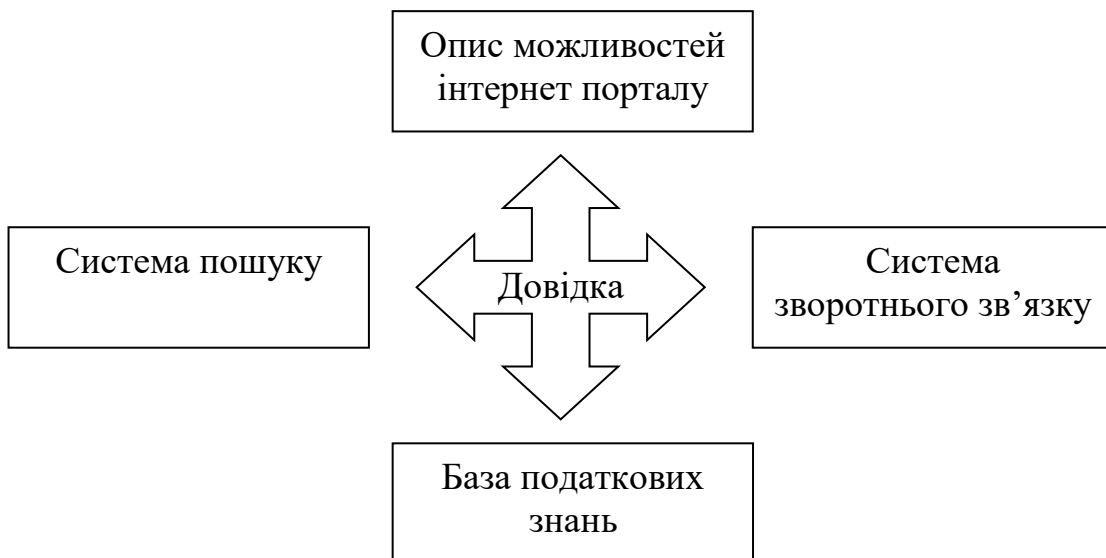 Опис можливостей
інтернет порталу
Система пошуку
Довідка
Система
зворотнього зв’язку
База податкових
знань